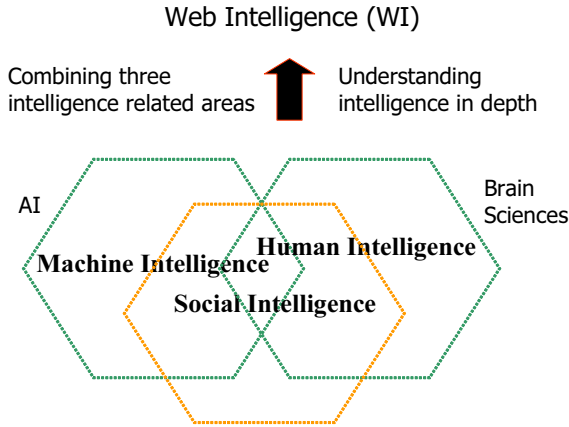 Web Intelligence (WI)
Combining three
intelligence related areas
Understanding
intelligence in depth
AI
Brain
Sciences
Human Intelligence
Machine Intelligence
Social Intelligence